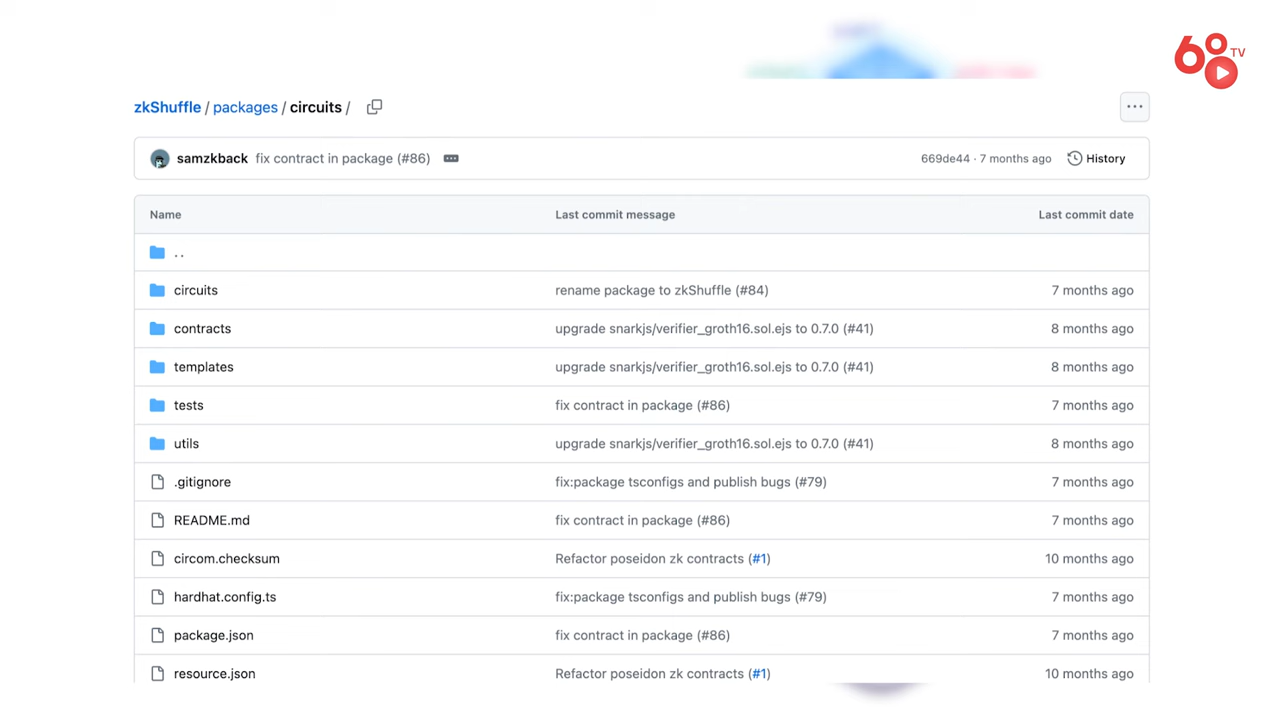 68 TV
zkShuffle / packages / circuits /
samzkback fix contract in package (#86) 669de44 · 7 months ago History
Name Last commit message Last commit date
..
circuits rename package to zkShuffle (#84) 7 months ago
contracts upgrade snarkjs/verifier_groth16.sol.ejs to 0.7.0 (#41) 8 months ago
templates upgrade snarkjs/verifier_groth16.sol.ejs to 0.7.0 (#41) 8 months ago
tests fix contract in package (#86) 7 months ago
utils upgrade snarkjs/verifier_groth16.sol.ejs to 0.7.0 (#41) 8 months ago
.gitignore fix:package tsconfigs and publish bugs (#79) 7 months ago
README.md fix contract in package (#86) 7 months ago
circom.checksum Refactor poseidon zk contracts (#1) 10 months ago
hardhat.config.ts fix:package tsconfigs and publish bugs (#79) 7 months ago
package.json fix contract in package (#86) 7 months ago
resource.json Refactor poseidon zk contracts (#1) 10 months ago